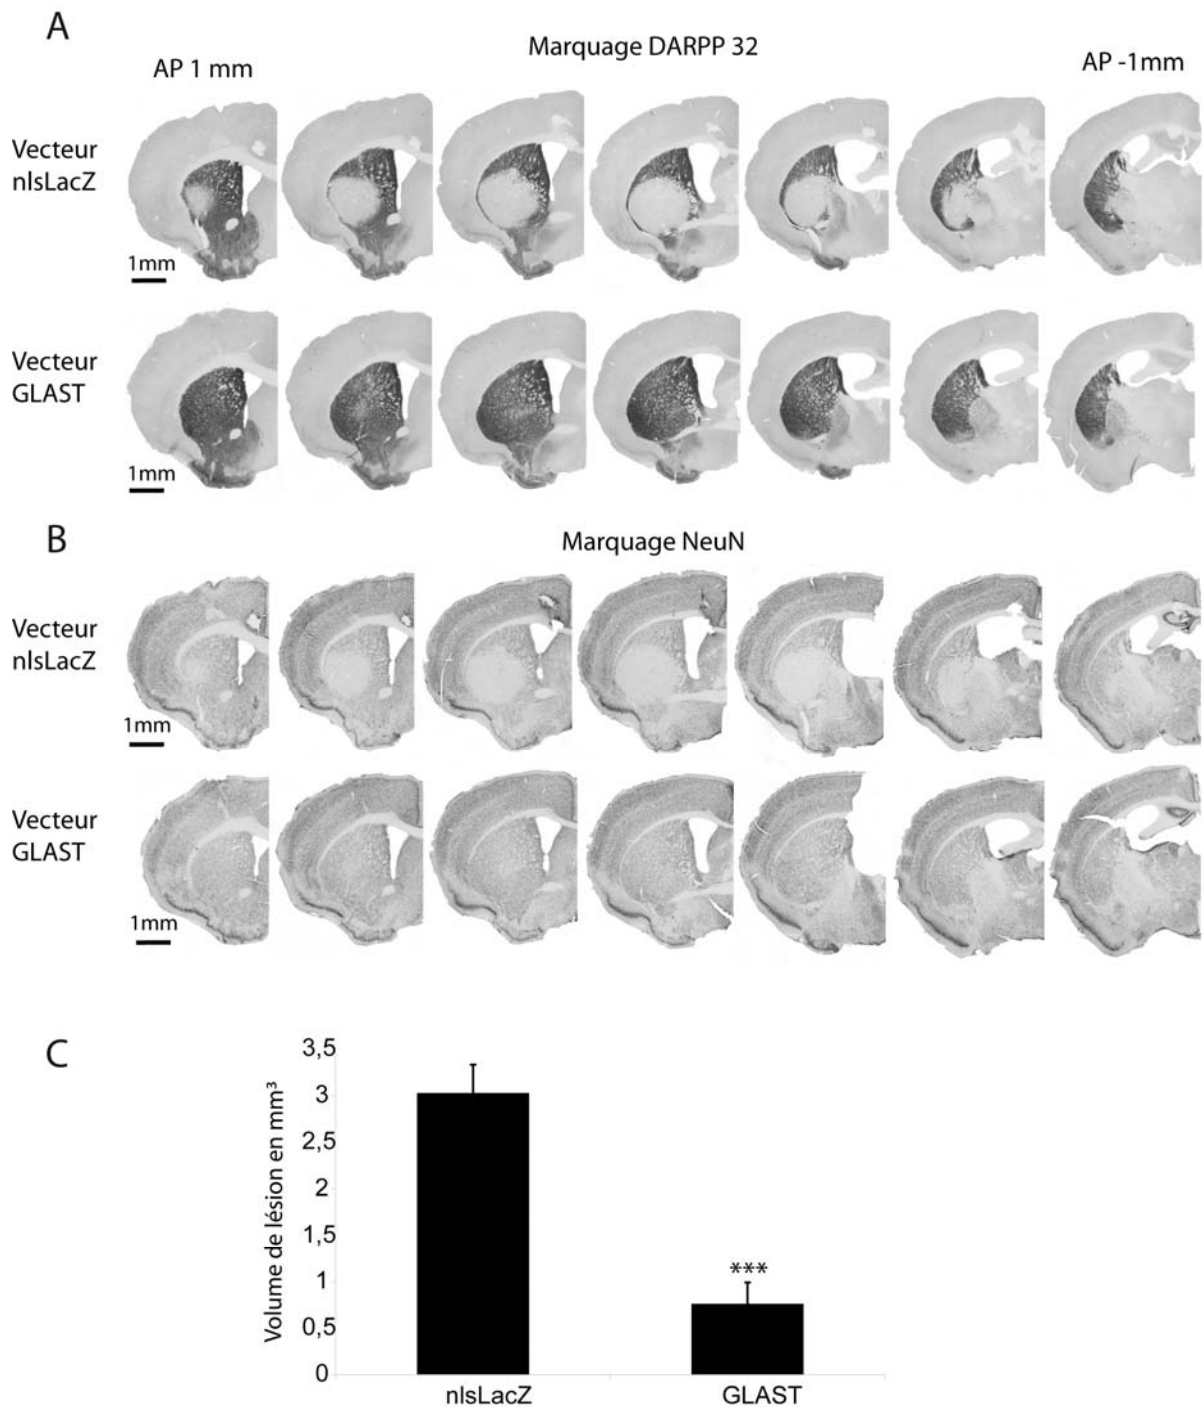 A
Marquage DARPP 32
AP 1 mm
AP -1mm
Vecteur
nlsLacZ
1mm
Vecteur
GLAST
1mm
B
Marquage NeuN
Vecteur
nlsLacZ
1mm
Vecteur
GLAST
1mm
C
Volume de lésion en mm³
3,5
3
2,5
2
1,5
1
0,5
0
***
nlsLacZ
GLAST